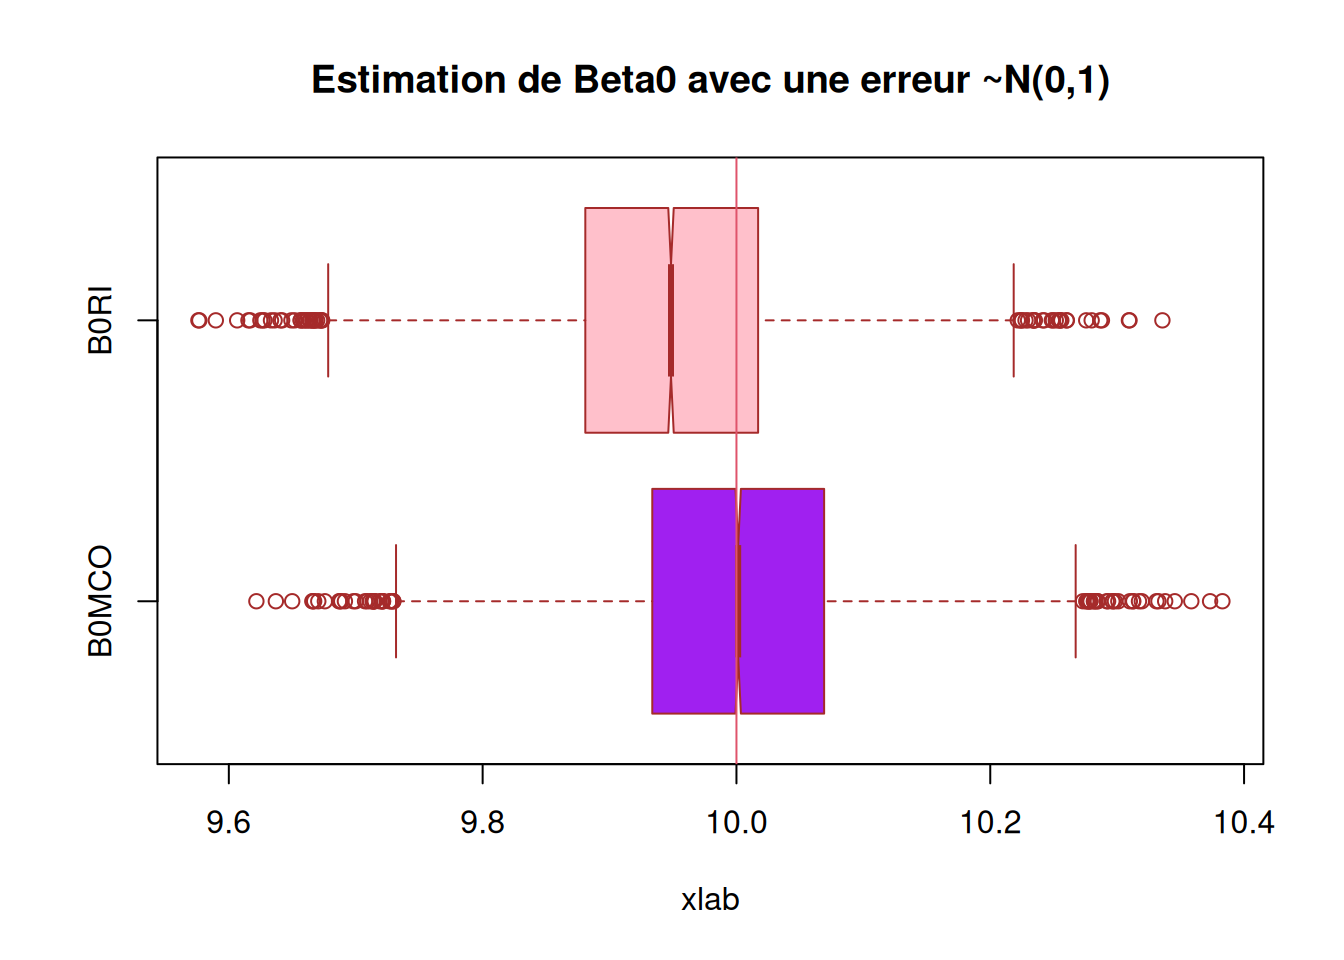 Estimation de Beta0 avec une erreur ~N(0,1)
B0RI
B0MCO
9.6 9.8 10.0 10.2 10.4
xlab